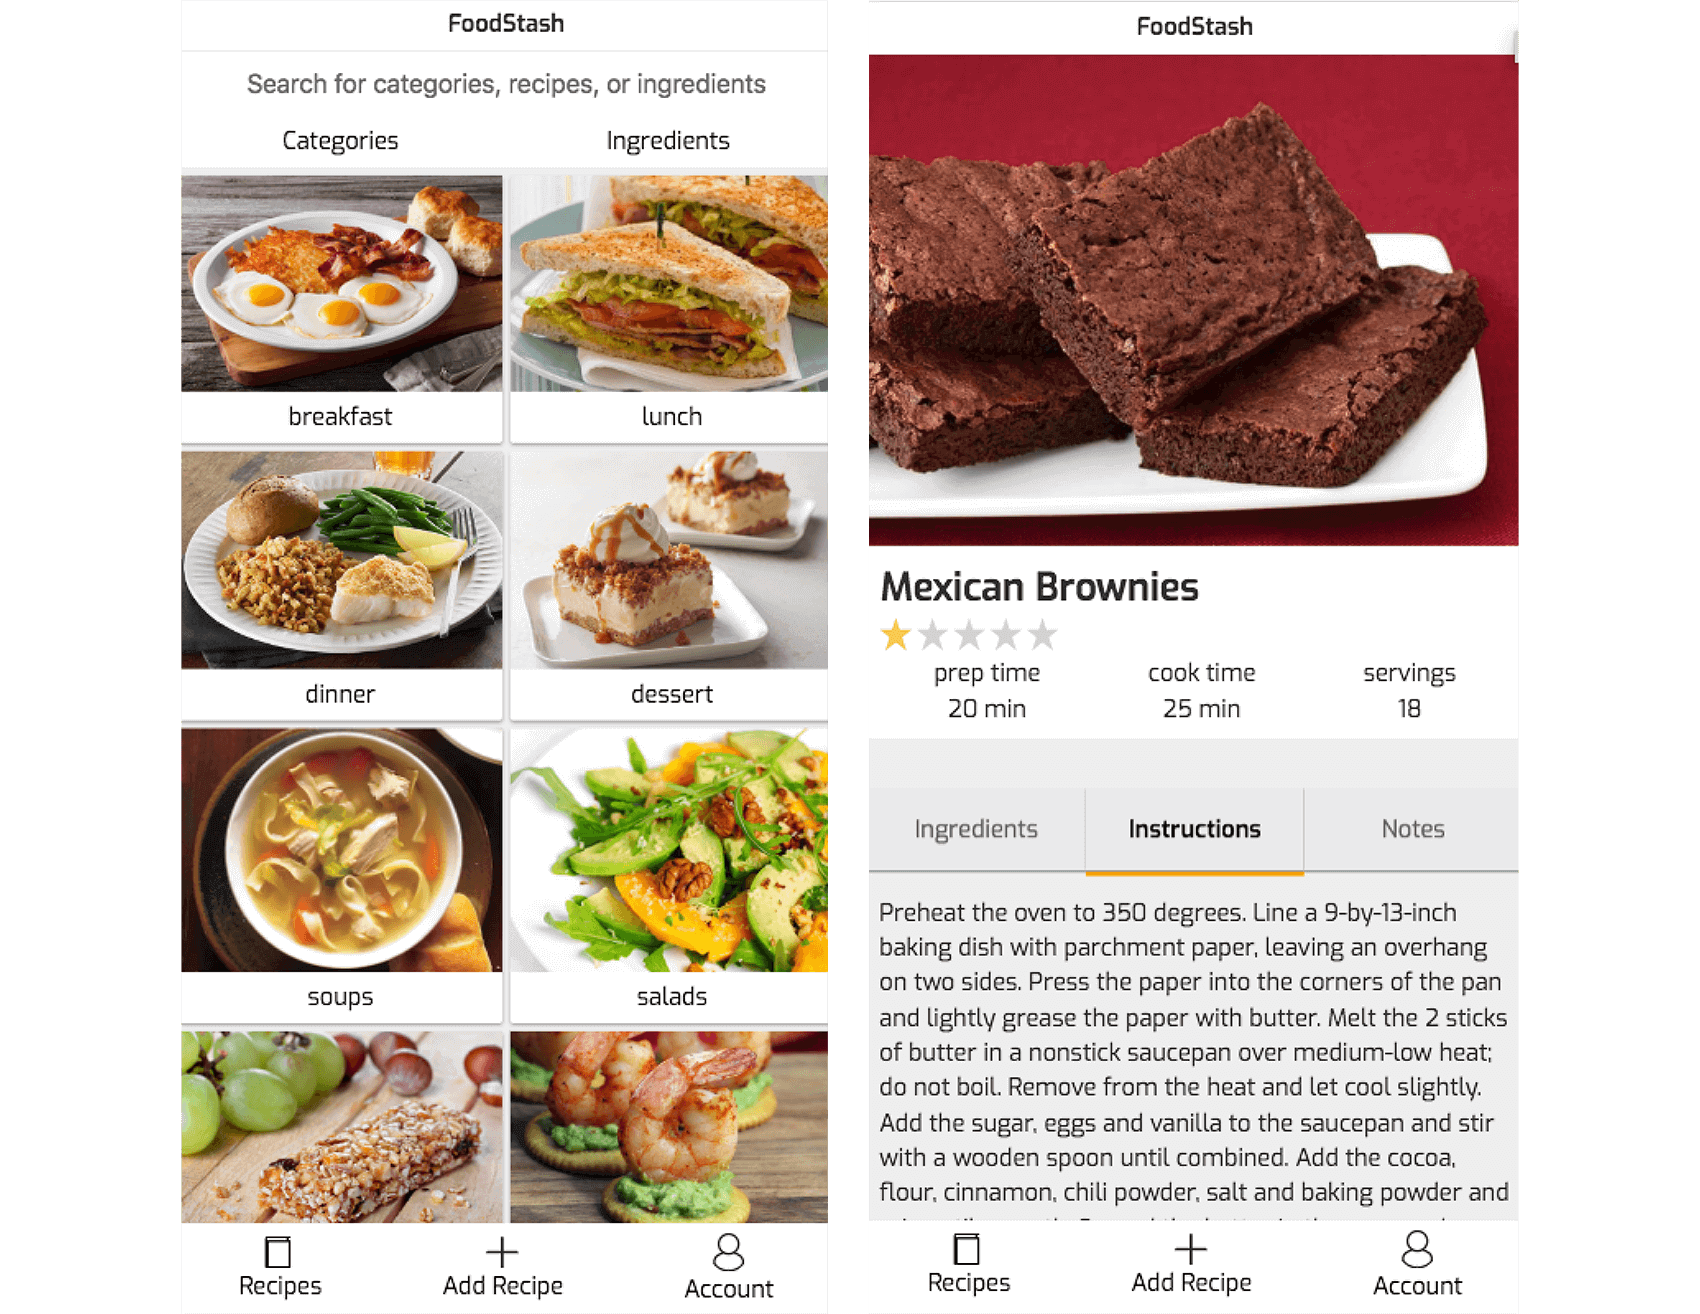 FoodStash
Search for categories, recipes, or ingredients
Categories
Ingredients
breakfast
lunch
dinner
dessert
soups
salads
Recipes
Add Recipe
Account
FoodStash
Mexican Brownies
prep time
cook time
servings
20 min
25 min
18
Ingredients
Instructions
Notes
Preheat the oven to 350 degrees. Line a 9-by-13-inch
baking dish with parchment paper, leaving an overhang
on two sides. Press the paper into the corners of the pan
and lightly grease the paper with butter. Melt the 2 sticks
of butter in a nonstick saucepan over medium-low heat;
do not boil. Remove from the heat and let cool slightly.
Add the sugar, eggs and vanilla to the saucepan and stir
with a wooden spoon until combined. Add the cocoa,
flour, cinnamon, chili powder, salt and baking powder and
Recipes
Add Recipe
Account